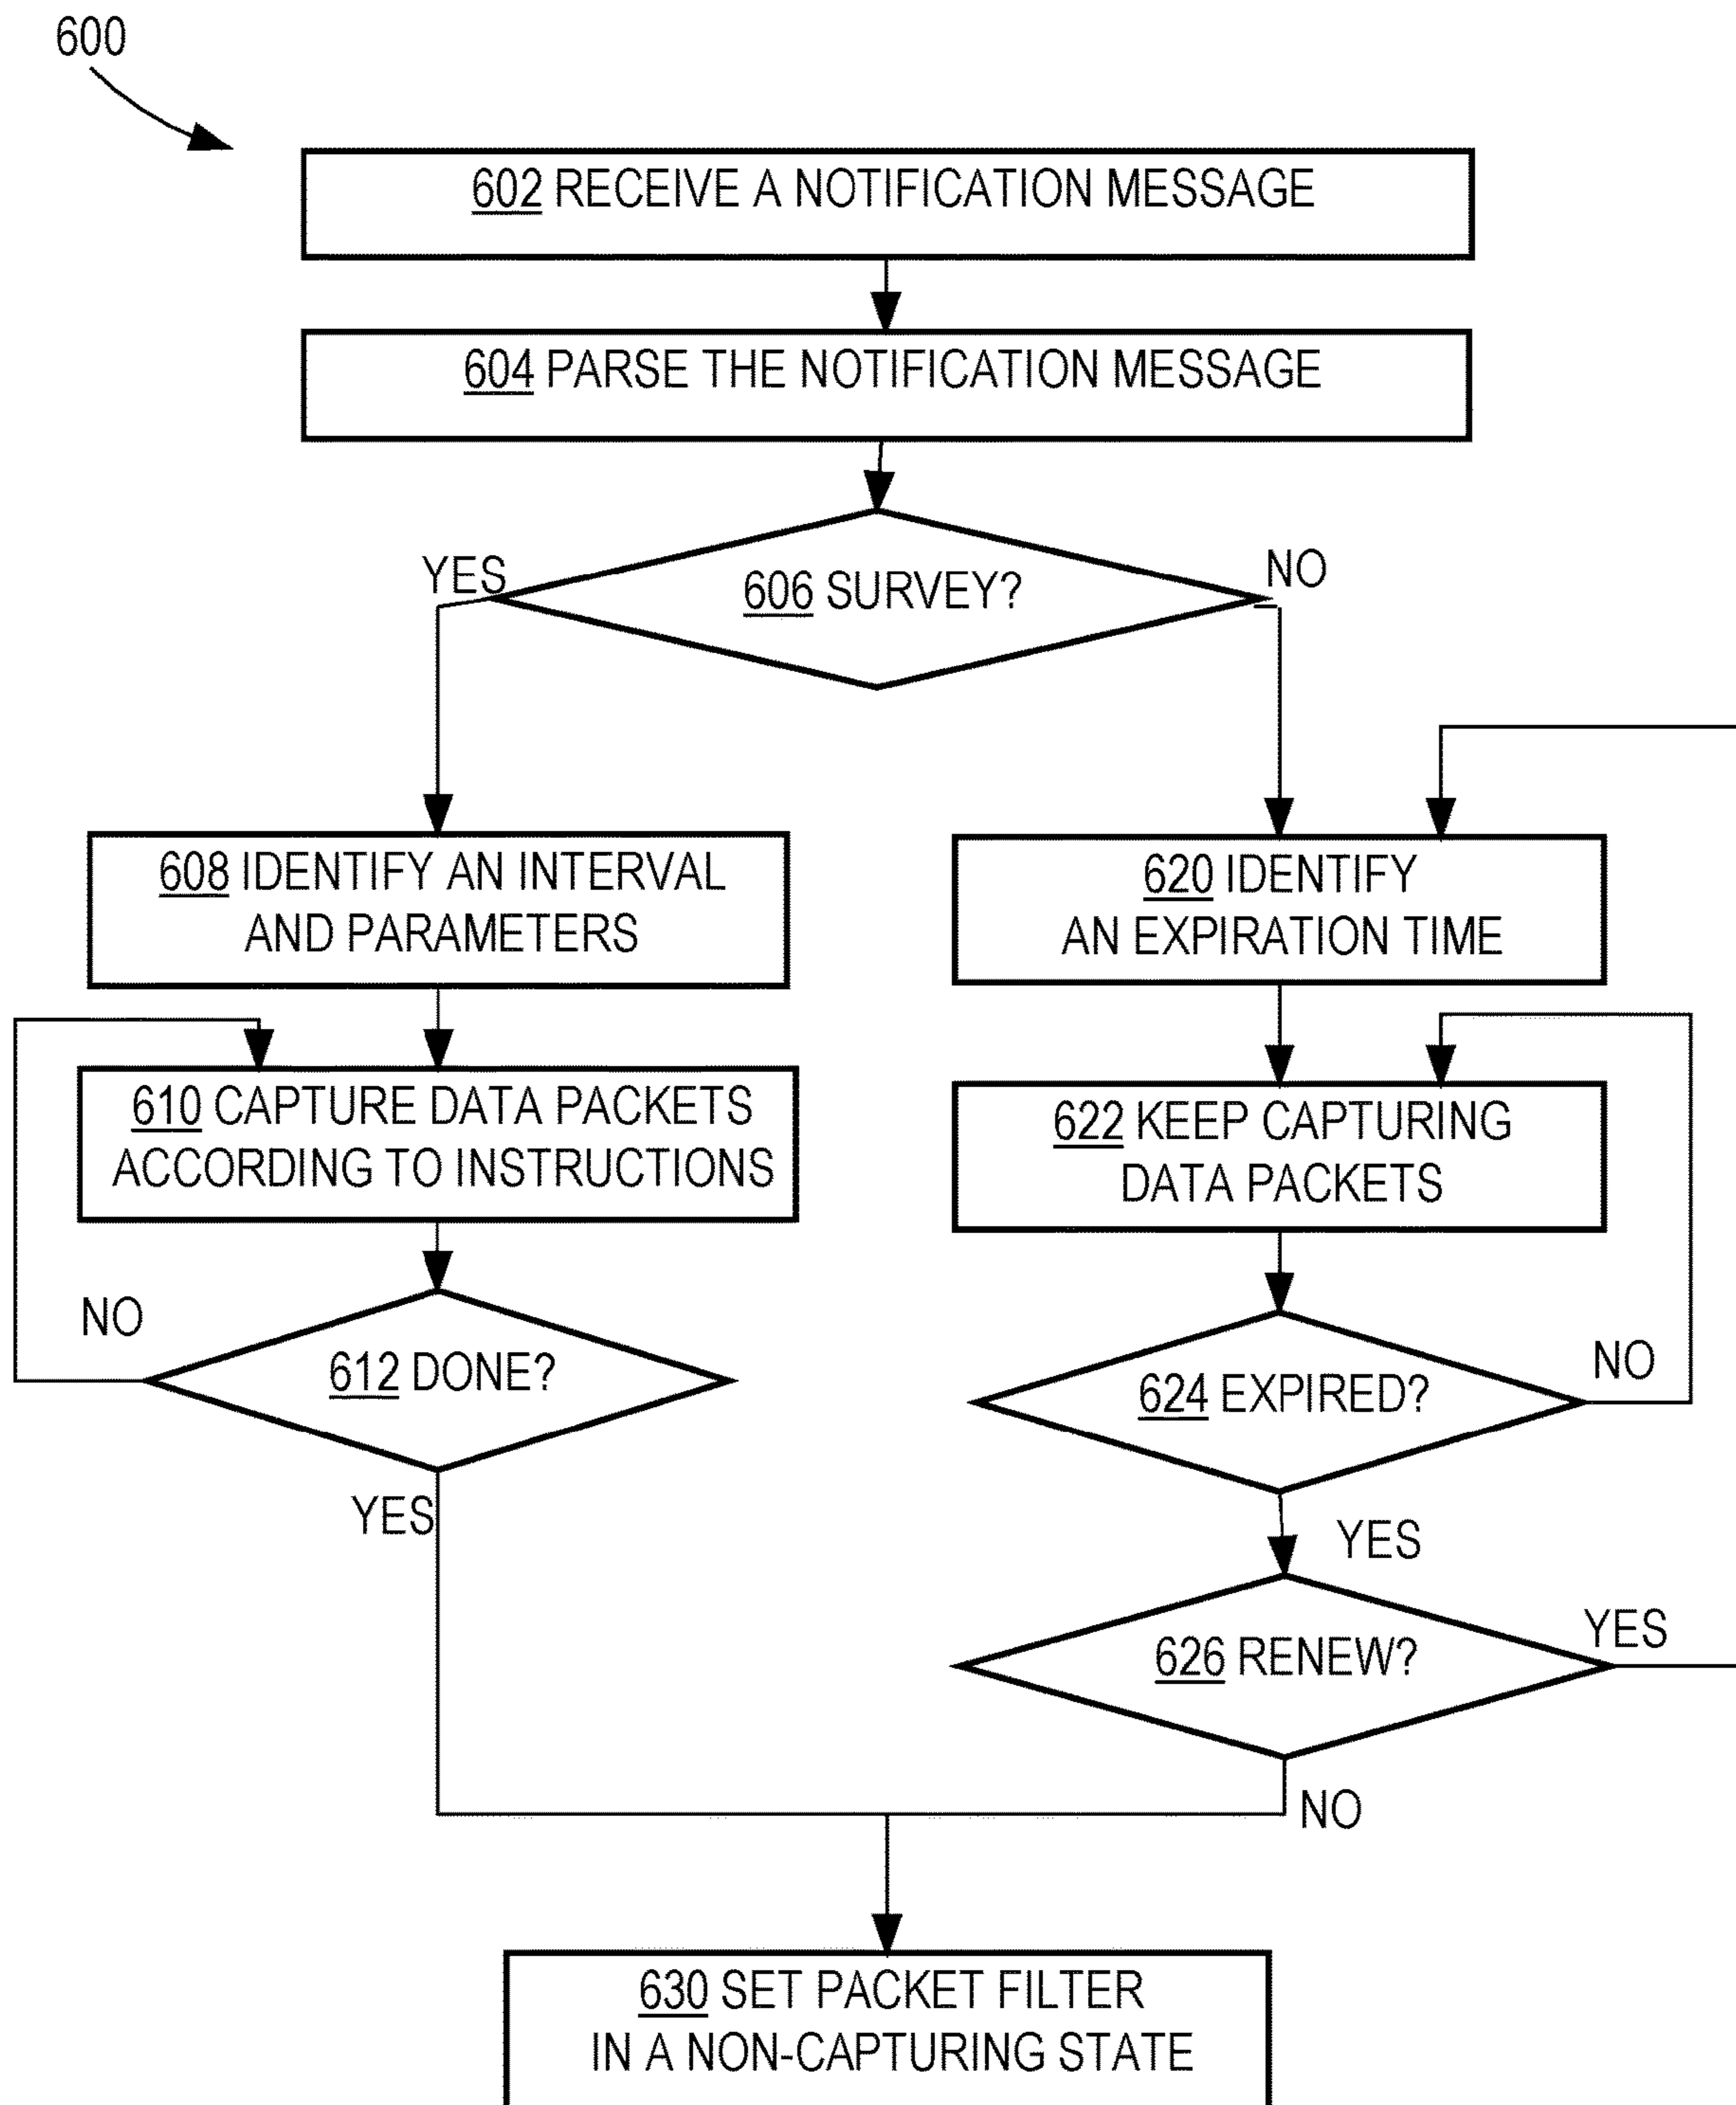 600
602 RECEIVE A NOTIFICATION MESSAGE
604 PARSE THE NOTIFICATION MESSAGE
YES
606 SURVEY?
NO
608 IDENTIFY AN INTERVAL
AND PARAMETERS
620 IDENTIFY
AN EXPIRATION TIME
610 CAPTURE DATA PACKETS
ACCORDING TO INSTRUCTIONS
622 KEEP CAPTURING
DATA PACKETS
NO
612 DONE?
624 EXPIRED?
NO
YES
YES
626 RENEW?
YES
NO
630 SET PACKET FILTER
IN A NON-CAPTURING STATE